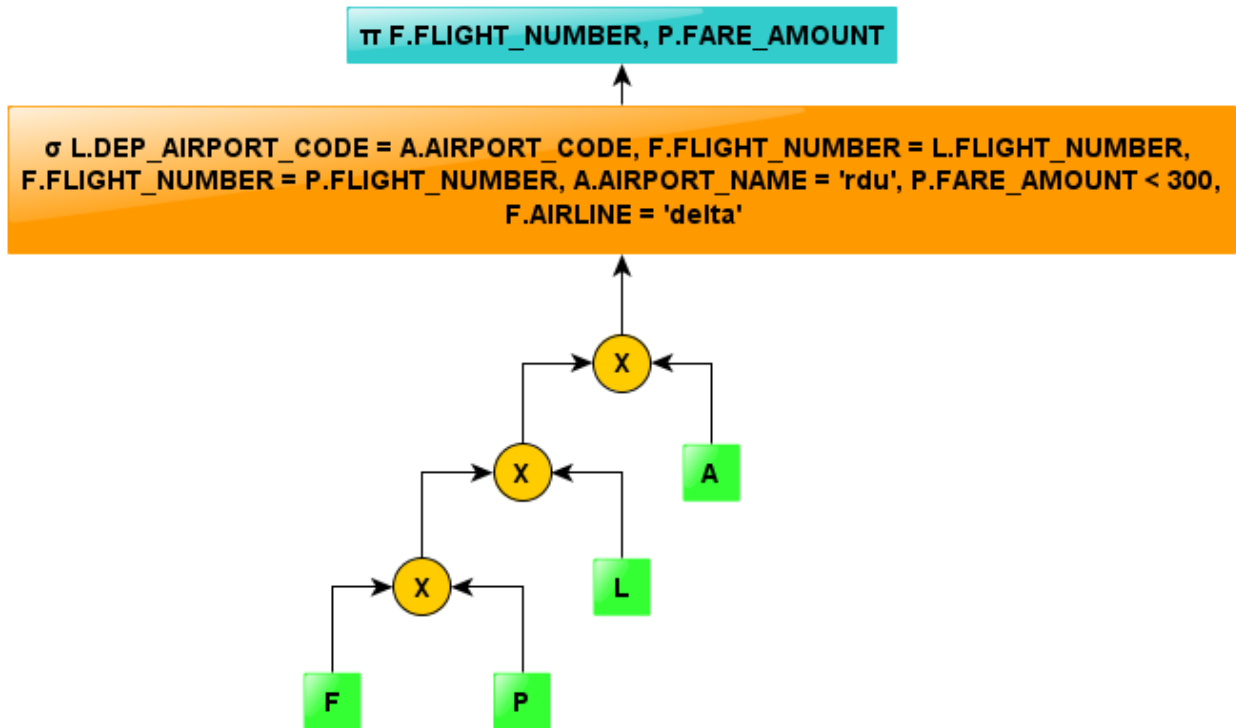 π F.FLIGHT_NUMBER, P.FARE_AMOUNT
σ L.DEP_AIRPORT_CODE = A.AIRPORT_CODE, F.FLIGHT_NUMBER = L.FLIGHT_NUMBER,
F.FLIGHT_NUMBER = P.FLIGHT_NUMBER, A.AIRPORT_NAME = 'rdu', P.FARE_AMOUNT < 300,
F.AIRLINE = 'delta'
X
X
A
X
L
F
P